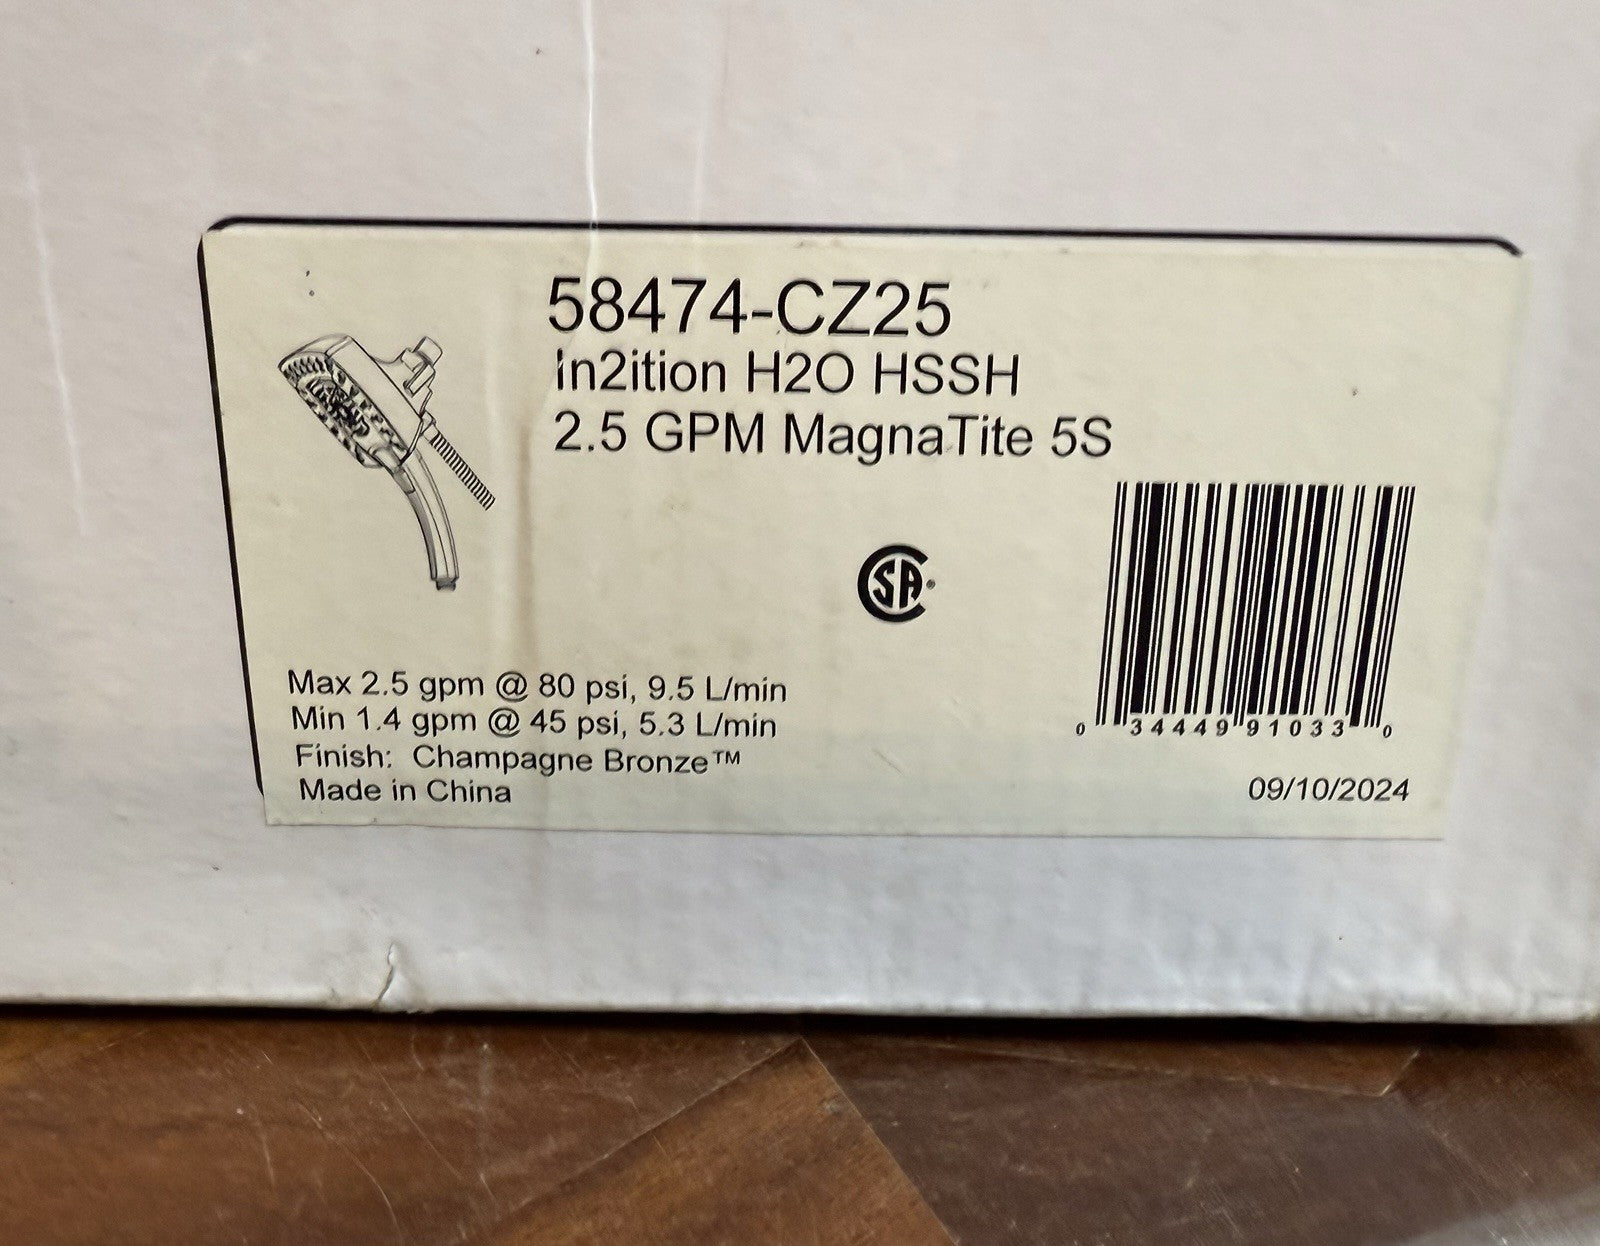 58474-CZ25
In2ition H2O HSSH
2.5 GPM MagnaTite 5S
CSA
Max 2.5 gpm @ 80 psi, 9.5 L/min
Min 1.4 gpm @ 45 psi, 5.3 L/min
Finish: Champagne Bronze™
Made in China
0 34449 91033 0
09/10/2024